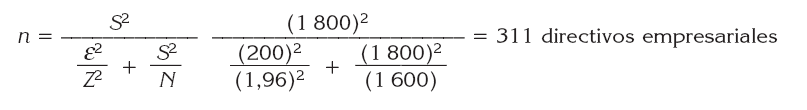 n = S² / (ε²/Z² + S²/N) (1 800)² / ((200)²/(1,96)² + (1 800)²/(1 600)) = 311 directivos empresariales